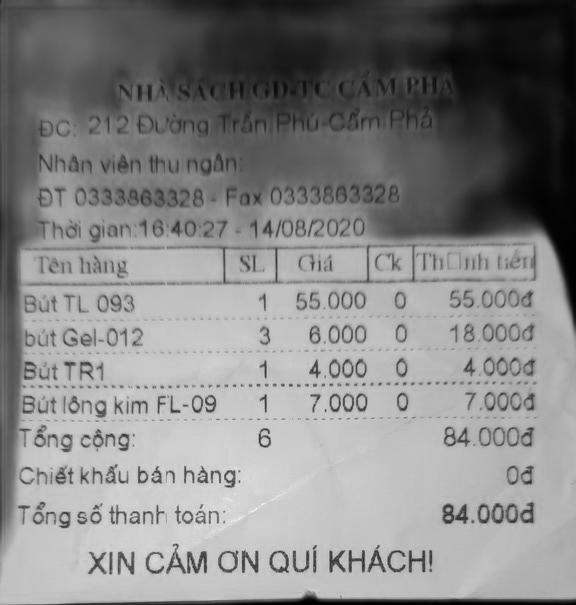 NHÀ SÁCH GD-TC CẨM PHẢ
ĐC: 212 Đường Trần Phú-Cẩm Phả
Nhân viên thu ngân:
ĐT 0333863328 - Fax 0333863328
Thời gian:16:40:27 - 14/08/2020
Tên hàng SL Giá Ck Th□nh tiền
Bút TL 093 1 55.000 0 55.000đ
bút Gel-012 3 6.000 0 18.000đ
Bút TR1 1 4.000 0 4.000đ
Bút lông kim FL-09 1 7.000 0 7.000đ
Tổng cộng: 6 84.000đ
Chiết khấu bán hàng: 0đ
Tổng số thanh toán: 84.000đ
XIN CẢM ƠN QUÍ KHÁCH!